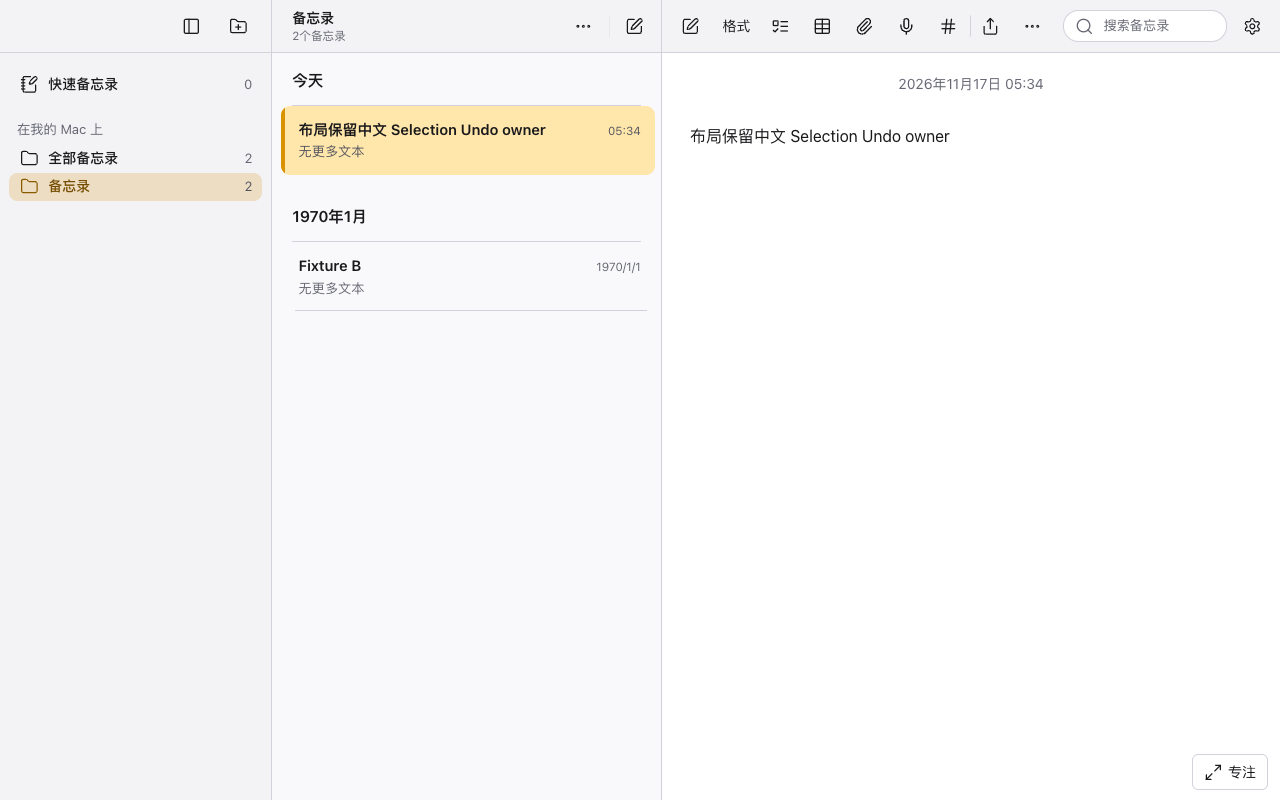 快速备忘录 0
在我的 Mac 上
全部备忘录 2
备忘录 2
备忘录
2个备忘录
今天
布局保留中文 Selection Undo owner 05:34
无更多文本
1970年1月
Fixture B 1970/1/1
无更多文本
格式
搜索备忘录
2026年11月17日 05:34
布局保留中文 Selection Undo owner
专注